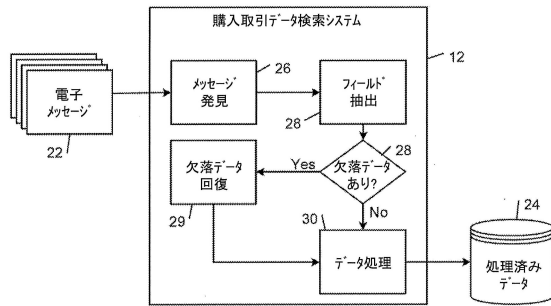 購入取引データ検索システム
12
電子
メッセージ
22
メッセージ
発見
26
フィールド
抽出
28
欠落データ
あり?
28
Yes
No
欠落データ
回復
29
30
データ処理
24
処理済み
データ